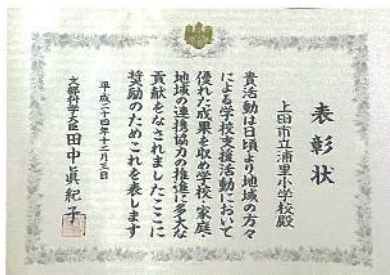 表彰状
上田市立浦里小学校殿
貴活動は日頃より地域の方々
による学校支援活動において
優れた成果を収め学校・家庭・
地域の連携協力の推進に多大な
貢献をなされましたここに
奨励のためこれを表します
平成二十四年十二月三日
文部科学大臣 田中眞紀子